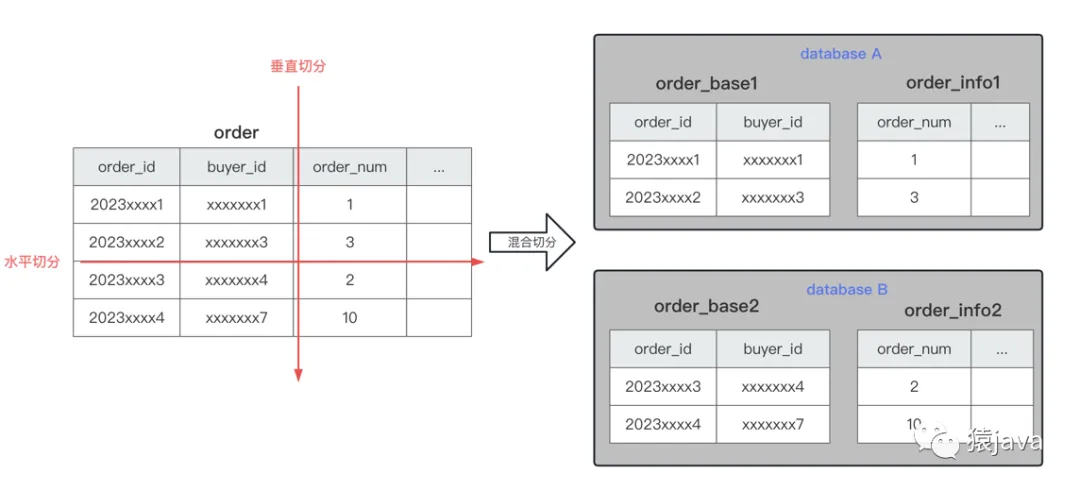 垂直切分
order
order_id buyer_id order_num ...
2023xxxx1 xxxxxxx1 1
2023xxxx2 xxxxxxx3 3
水平切分
2023xxxx3 xxxxxxx4 2
2023xxxx4 xxxxxxx7 10
混合切分
database A
order_base1 order_info1
order_id buyer_id order_num ...
2023xxxx1 xxxxxxx1 1
2023xxxx2 xxxxxxx3 3
database B
order_base2 order_info2
order_id buyer_id order_num ...
2023xxxx3 xxxxxxx4 2
2023xxxx4 xxxxxxx7 10
猿java